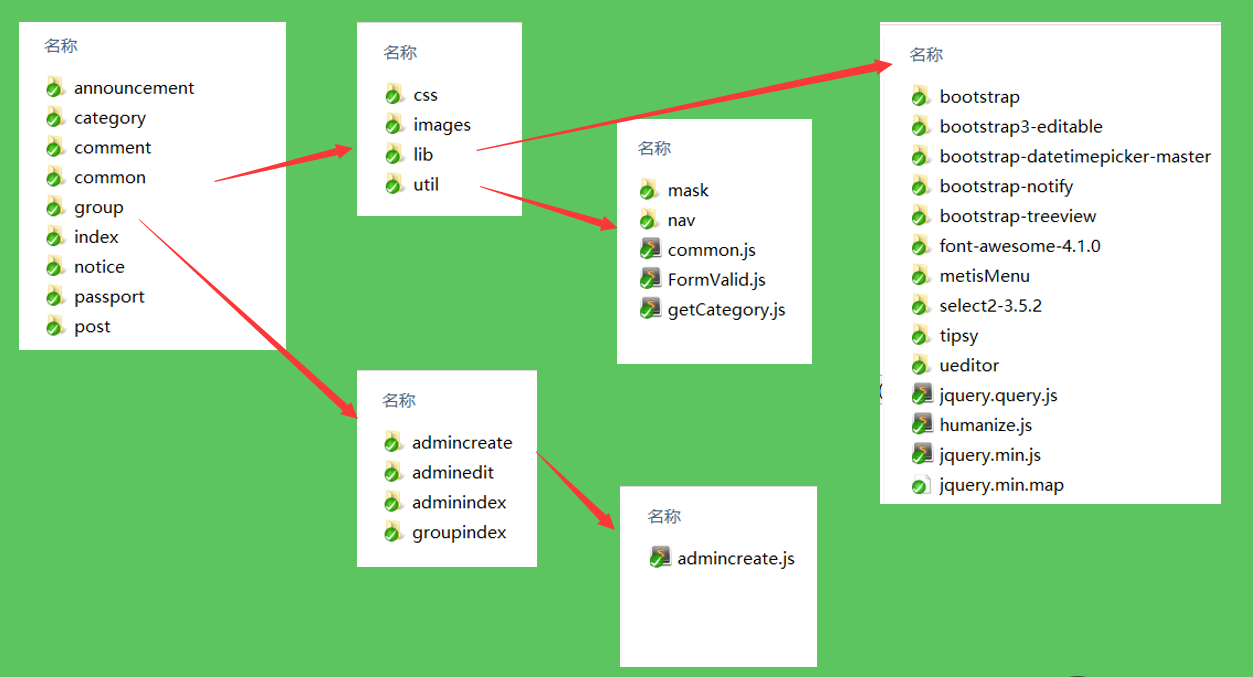 名称
announcement
category
comment
common
group
index
notice
passport
post
名称
css
images
lib
util
名称
mask
nav
common.js
FormValid.js
getCategory.js
名称
bootstrap
bootstrap3-editable
bootstrap-datetimepicker-master
bootstrap-notify
bootstrap-treeview
font-awesome-4.1.0
metisMenu
select2-3.5.2
tipsy
ueditor
jquery.query.js
humanize.js
jquery.min.js
jquery.min.map
名称
admincreate
adminedit
adminindex
groupindex
名称
admincreate.js